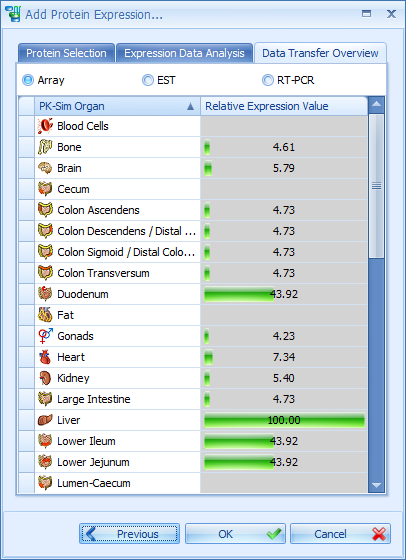 Add Protein Expression...
Protein Selection Expression Data Analysis Data Transfer Overview
Array EST RT-PCR
PK-Sim Organ Relative Expression Value
Blood Cells
Bone 4.61
Brain 5.79
Cecum
Colon Ascendens 4.73
Colon Descendens / Distal ... 4.73
Colon Sigmoid / Distal Colo... 4.73
Colon Transversum 4.73
Duodenum 43.92
Fat
Gonads 4.23
Heart 7.34
Kidney 5.40
Large Intestine 4.73
Liver 100.00
Lower Ileum 43.92
Lower Jejunum 43.92
Lumen-Caecum
Previous OK Cancel